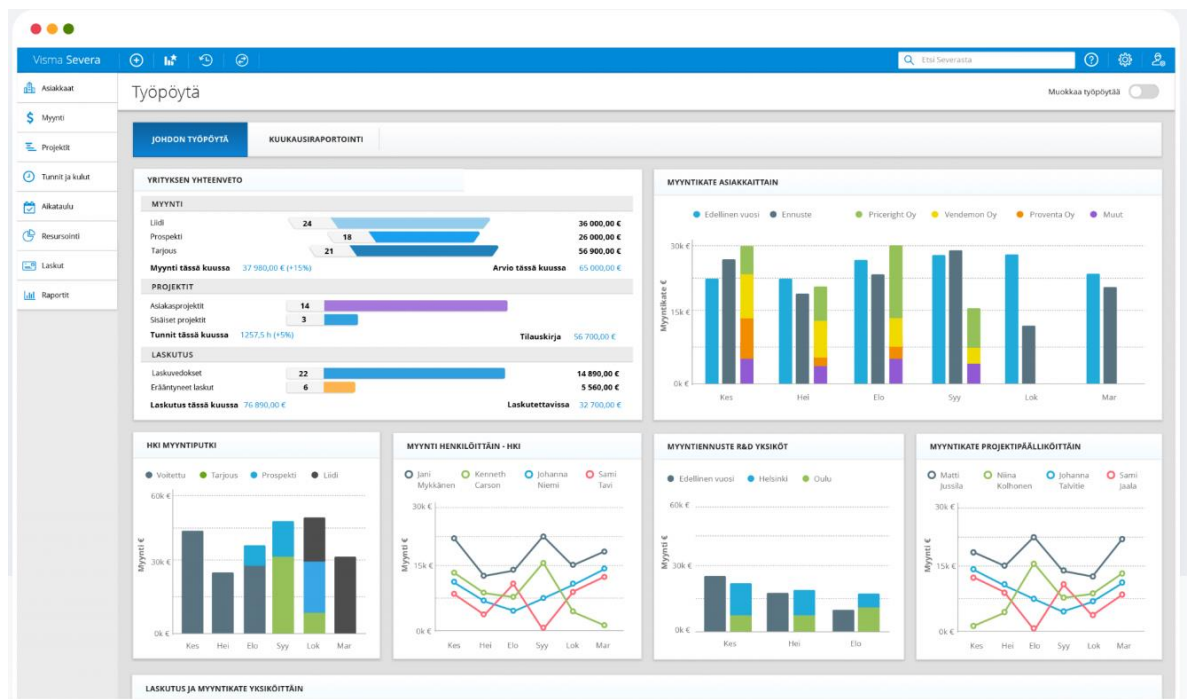 Visma Severa
Etsi Severasta
Asiakkaat
Myynti
Projektit
Tunnit ja kulut
Aikataulu
Resursointi
Laskut
Raportit
Työpöytä
Muokkaa työpöytää
JOHDON TYÖPÖYTÄ KUUKAUSIRAPORTOINTI
YRITYKSEN YHTEENVETO
MYYNTI
Liidi 24 36 000,00 €
Prospekti 18 26 000,00 €
Tarjous 21 56 900,00 €
Myynti tässä kuussa 37 980,00 € (+15%) Arvio tässä kuussa 65 000,00 €
PROJEKTIT
Asiakasprojektit 14
Sisäiset projektit 3
Tunnit tässä kuussa 1257,5 h (+5%) Tilauskirja 56 700,00 €
LASKUTUS
Laskuvedokset 22 14 890,00 €
Erääntyneet laskut 6 5 560,00 €
Laskutus tässä kuussa 76 890,00 € Laskutettavissa 32 700,00 €
MYYNTIKATE ASIAKKAITTAIN
Edellinen vuosi Ennuste Priceright Oy Vendemon Oy Proventa Oy Muut
Myyntikate €
30k €
15k €
0k €
Kes Hei Elo Syy Lok Mar
HKI MYYNTIPUTKI
Voitettu Tarjous Prospekti Liidi
Myynti €
60k €
30k €
0k €
Kes Hei Elo Syy Lok Mar
MYYNTI HENKILÖITTÄIN - HKI
Jani Kenneth Johanna Sami
Mykkänen Carson Niemi Tavi
Myynti €
30k €
15k €
0k €
Kes Hei Elo Syy Lok Mar
MYYNTIENNUSTE R&D YKSIKÖT
Edellinen vuosi Helsinki Oulu
Myynti €
60k €
30k €
0k €
Kes Hei Elo
MYYNTIKATE PROJEKTIPÄÄLLIKÖITTÄIN
Matti Niina Johanna Sami
Jussila Kolhonen Talvitie Jaala
Myynti €
30k €
15k €
0k €
Kes Hei Elo Syy Lok Mar
LASKUTUS JA MYYNTIKATE YKSIKÖITTÄIN